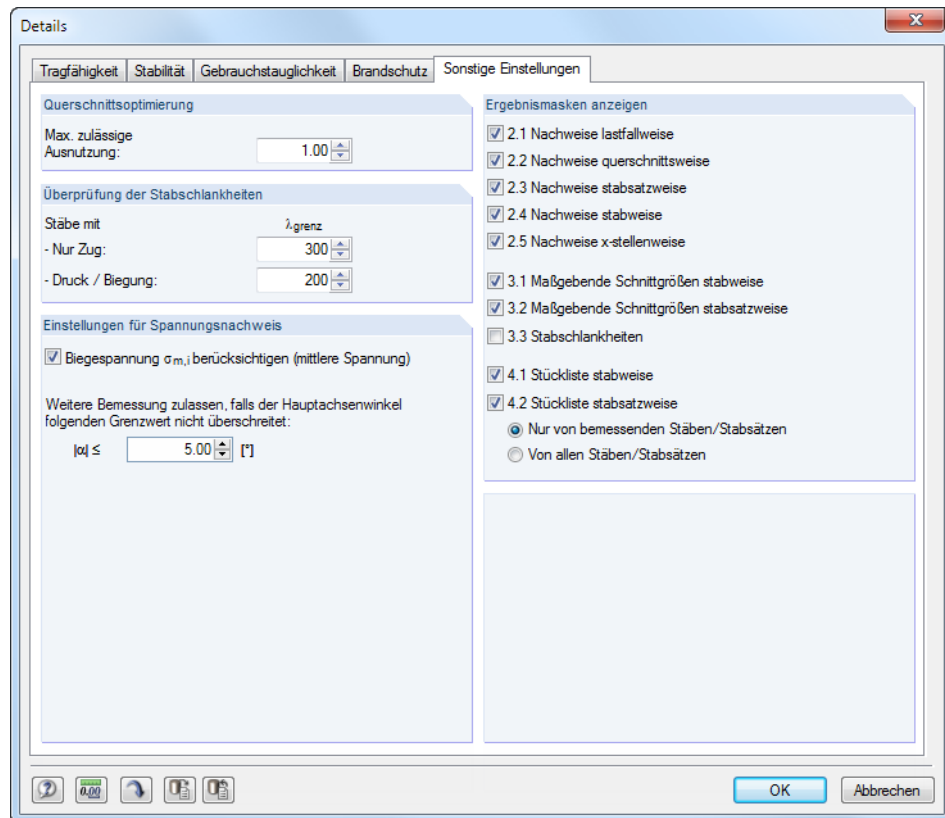 Details
Tragfähigkeit Stabilität Gebrauchstauglichkeit Brandschutz Sonstige Einstellungen
Querschnittsoptimierung
Max. zulässige
Ausnutzung: 1.00
Überprüfung der Stabschlankheiten
Stäbe mit λgrenz
- Nur Zug: 300
- Druck / Biegung: 200
Einstellungen für Spannungsnachweis
Biegespannung σm,i berücksichtigen (mittlere Spannung)
Weitere Bemessung zulassen, falls der Hauptachsenwinkel
folgenden Grenzwert nicht überschreitet:
|α| ≤ 5.00 [°]
Ergebnismasken anzeigen
2.1 Nachweise lastfallweise
2.2 Nachweise querschnittsweise
2.3 Nachweise stabsatzweise
2.4 Nachweise stabweise
2.5 Nachweise x-stellenweise
3.1 Maßgebende Schnittgrößen stabweise
3.2 Maßgebende Schnittgrößen stabsatzweise
3.3 Stabschlankheiten
4.1 Stückliste stabweise
4.2 Stückliste stabsatzweise
Nur von bemessenden Stäben/Stabsätzen
Von allen Stäben/Stabsätzen
0.00
OK Abbrechen